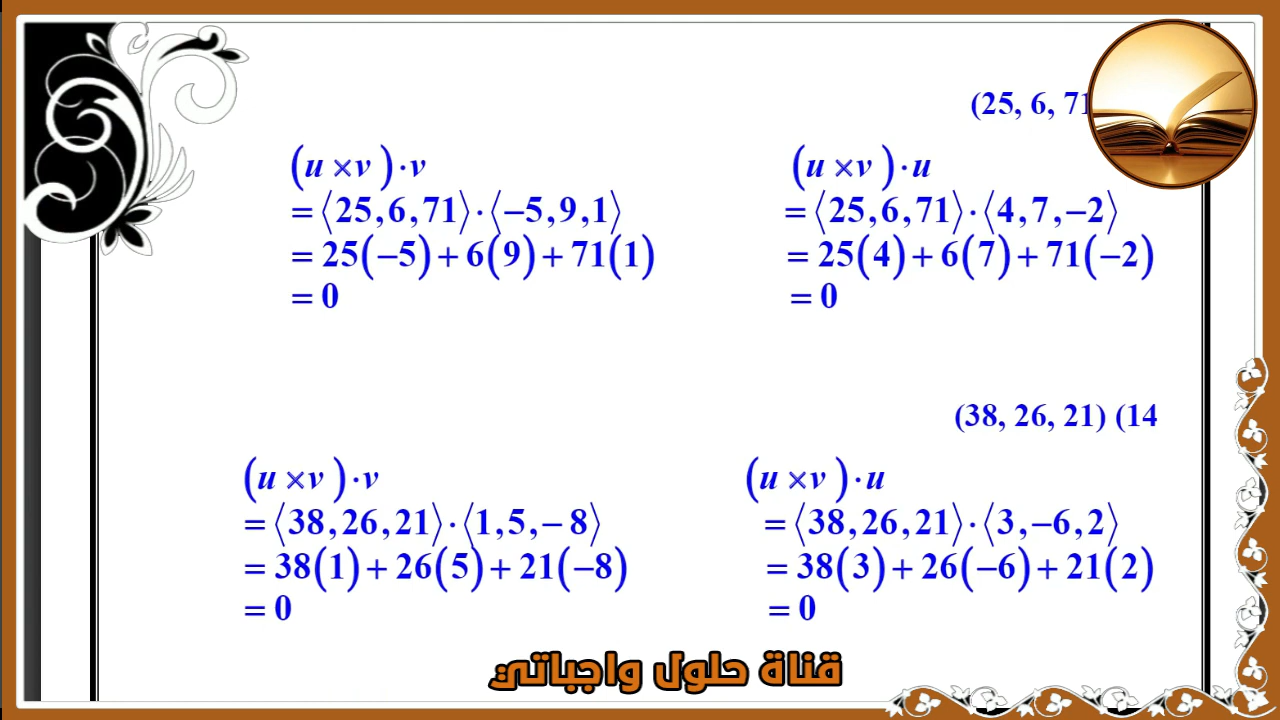 (25, 6, 71
(u × v) · u
= ⟨25, 6, 71⟩ · ⟨4, 7, −2⟩
= 25(4) + 6(7) + 71(−2)
= 0
(u × v) · v
= ⟨25, 6, 71⟩ · ⟨−5, 9, 1⟩
= 25(−5) + 6(9) + 71(1)
= 0
(38, 26, 21) (14
(u × v) · u
= ⟨38, 26, 21⟩ · ⟨3, −6, 2⟩
= 38(3) + 26(−6) + 21(2)
= 0
(u × v) · v
= ⟨38, 26, 21⟩ · ⟨1, 5, −8⟩
= 38(1) + 26(5) + 21(−8)
= 0
قناة حلول واجباتي